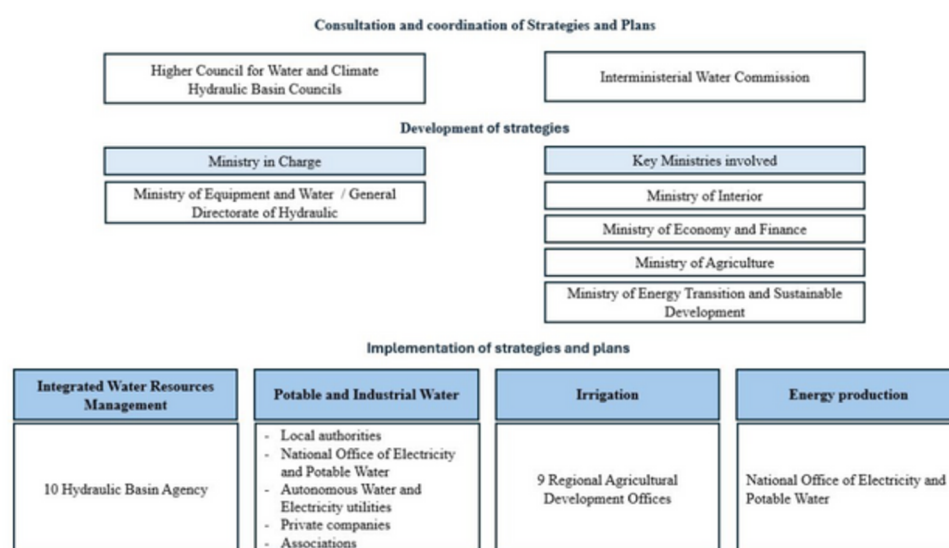 Consultation and coordination of Strategies and Plans
Higher Council for Water and Climate
Hydraulic Basin Councils
Interministerial Water Commission
Development of strategies
Ministry in Charge
Ministry of Equipment and Water / General
Directorate of Hydraulic
Key Ministries involved
Ministry of Interior
Ministry of Economy and Finance
Ministry of Agriculture
Ministry of Energy Transition and Sustainable
Development
Implementation of strategies and plans
Integrated Water Resources
Management
10 Hydraulic Basin Agency
Potable and Industrial Water
- Local authorities
- National Office of Electricity
and Potable Water
- Autonomous Water and
Electricity utilities
- Private companies
- Associations
Irrigation
9 Regional Agricultural
Development Offices
Energy production
National Office of Electricity and
Potable Water